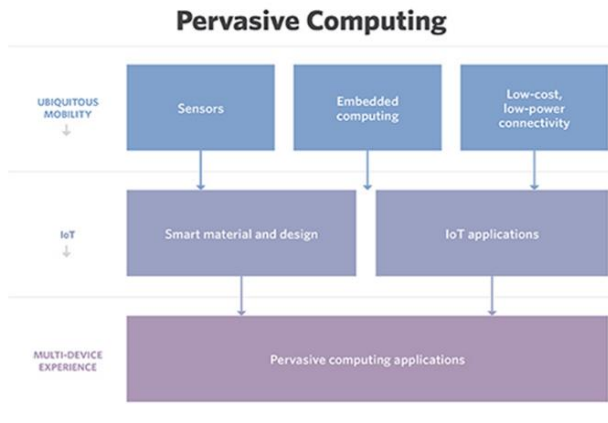 Pervasive Computing
UBIQUITOUS
MOBILITY
Sensors
Embedded
computing
Low-cost,
low-power
connectivity
IoT
Smart material and design
IoT applications
MULTI-DEVICE
EXPERIENCE
Pervasive computing applications